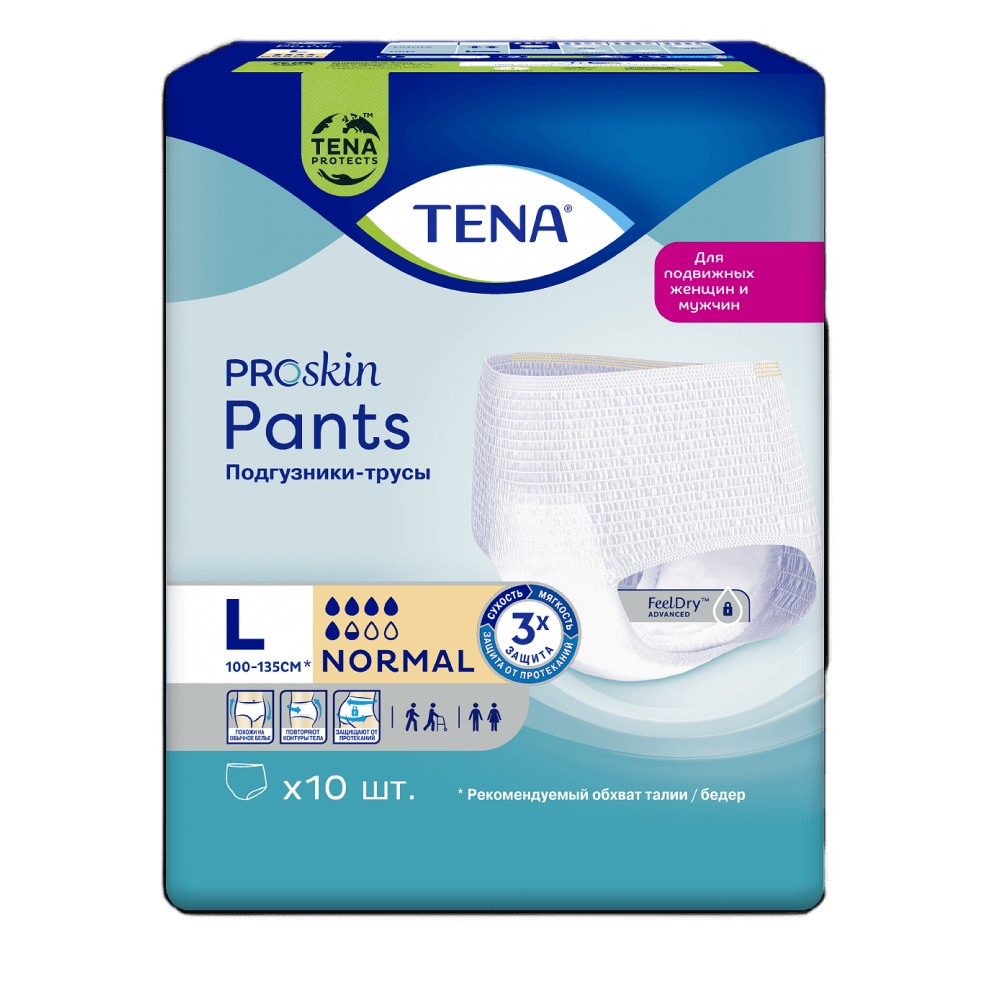 L
TENA
PROTECTS
TENA®
Для
подвижных
женщин и
мужчин
PROskin
Pants
Подгузники-трусы
FeelDry™
ADVANCED
L
100-135СМ*
NORMAL
СУХОСТЬ
МЯГКОСТЬ
ЗАЩИТА ОТ ПРОТЕКАНИЙ
3x
ЗАЩИТА
ПОХОЖИ НА
ОБЫЧНОЕ БЕЛЬЕ
ПОВТОРЯЮТ
КОНТУРЫ ТЕЛА
ЗАЩИЩАЮТ ОТ
ПРОТЕКАНИЙ
x10 шт.
* Рекомендуемый обхват талии / бедер